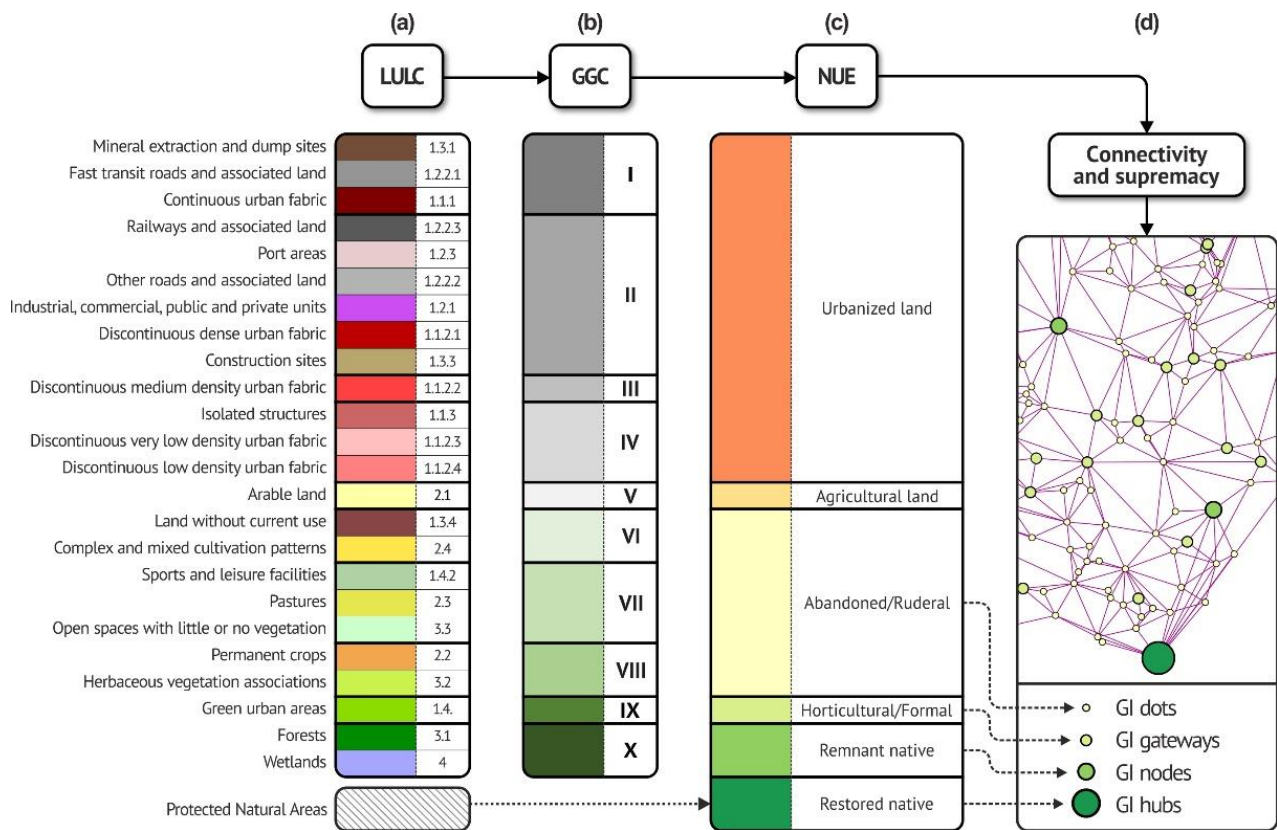 (a)
(b)
(c)
(d)
LULC
GGC
NUE
Connectivity
and supremacy
Mineral extraction and dump sites 1.3.1
Fast transit roads and associated land 1.2.2.1
Continuous urban fabric 1.1.1
Railways and associated land 1.2.2.3
Port areas 1.2.3
Other roads and associated land 1.2.2.2
Industrial, commercial, public and private units 1.2.1
Discontinuous dense urban fabric 1.1.2.1
Construction sites 1.3.3
Discontinuous medium density urban fabric 1.1.2.2
Isolated structures 1.1.3
Discontinuous very low density urban fabric 1.1.2.3
Discontinuous low density urban fabric 1.1.2.4
Arable land 2.1
Land without current use 1.3.4
Complex and mixed cultivation patterns 2.4
Sports and leisure facilities 1.4.2
Pastures 2.3
Open spaces with little or no vegetation 3.3
Permanent crops 2.2
Herbaceous vegetation associations 3.2
Green urban areas 1.4.
Forests 3.1
Wetlands 4
Protected Natural Areas
I
II
III
IV
V
VI
VII
VIII
IX
X
Urbanized land
Agricultural land
Abandoned/Ruderal
Horticultural/Formal
Remnant native
Restored native
GI dots
GI gateways
GI nodes
GI hubs